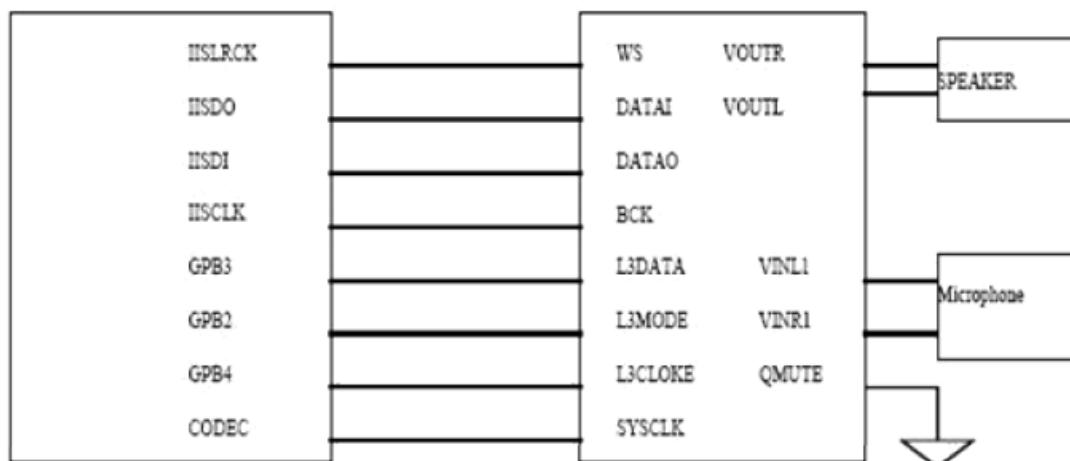 IISLRCK
IISDO
IISDI
IISCLK
GPB3
GPB2
GPB4
CODEC
WS VOUTR
DATAI VOUTL
DATAO
BCK
L3DATA VINL1
L3MODE VINR1
L3CLOKE QMUTE
SYSCLK
SPEAKER
Microphone